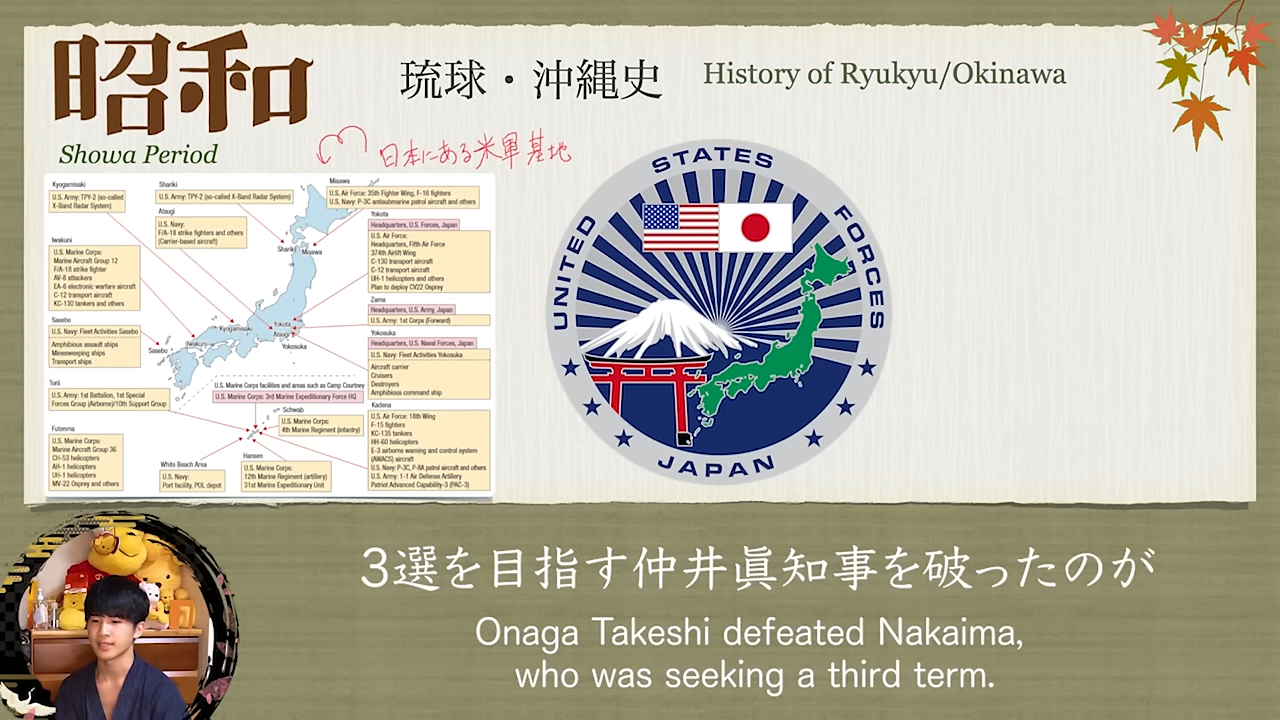 昭和
Showa Period
琉球・沖縄史
History of Ryukyu/Okinawa
日本にある米軍基地
Kyogamisaki
U.S. Army: TPY-2 (so-called
X-Band Radar System)
Shariki
U.S. Army: TPY-2 (so-called X-Band Radar System)
Atsugi
U.S. Navy:
F/A-18 strike fighters and others
(Carrier-based aircraft)
Misawa
U.S. Air Force: 35th Fighter Wing, F-16 fighters
U.S. Navy: P-3C antisubmarine patrol aircraft and others
Yokota
Headquarters, U.S. Forces, Japan
U.S. Air Force:
Headquarters, Fifth Air Force
374th Airlift Wing
C-130 transport aircraft
C-12 transport aircraft
UH-1 helicopters and others
Plan to deploy CV22 Osprey
Iwakuni
U.S. Marine Corps:
Marine Aircraft Group 12
F/A-18 strike fighter
AV-8 attackers
EA-6 electronic warfare aircraft
C-12 transport aircraft
KC-130 tankers and others
Shariki
Misawa
Zama
Headquarters, U.S. Army, Japan
U.S. Army: 1st Corps (Forward)
Sasebo
U.S. Navy: Fleet Activities Sasebo
Amphibious assault ships
Minesweeping ships
Transport ships
Kyogamisaki
Yokota
Atsugi
Iwakuni
Sasebo
Yokosuka
Yokosuka
Headquarters, U.S. Naval Forces, Japan
U.S. Navy: Fleet Activities Yokosuka
Aircraft carrier
Cruisers
Destroyers
Amphibious command ship
Torii
U.S. Army: 1st Battalion, 1st Special
Forces Group (Airborne)/10th Support Group
U.S. Marine Corps facilities and areas such as Camp Courtney
U.S. Marine Corps: 3rd Marine Expeditionary Force HQ
Schwab
U.S. Marine Corps:
4th Marine Regiment (infantry)
Kadena
U.S. Air Force: 18th Wing
F-15 fighters
KC-135 tankers
HH-60 helicopters
E-3 airborne warning and control system
(AWACS) aircraft
U.S. Navy: P-3C, P-8A patrol aircraft and others
U.S. Army: 1-1 Air Defense Artillery
Patriot Advanced Capability-3 (PAC-3)
Futenma
U.S. Marine Corps:
Marine Aircraft Group 36
CH-53 helicopters
AH-1 helicopters
UH-1 helicopters
MV-22 Osprey and others
White Beach Area
U.S. Navy:
Port facility, POL depot
Hansen
U.S. Marine Corps:
12th Marine Regiment (artillery)
31st Marine Expeditionary Unit
UNITED STATES FORCES
JAPAN
3選を目指す仲井眞知事を破ったのが
Onaga Takeshi defeated Nakaima,
who was seeking a third term.